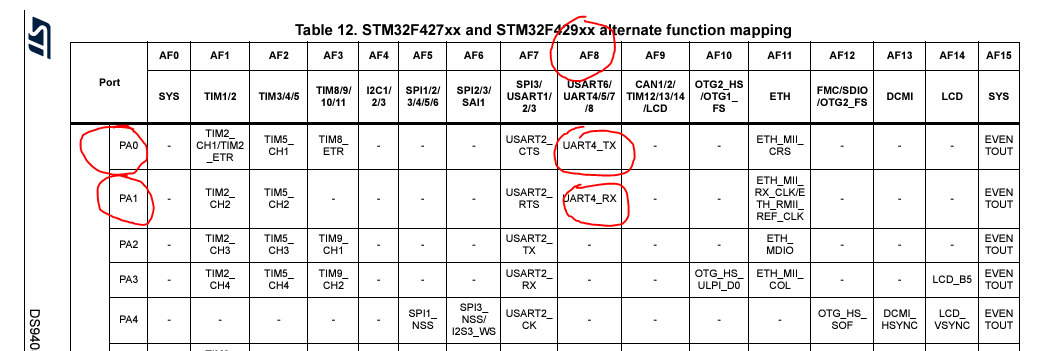 Table 12. STM32F427xx and STM32F429xx alternate function mapping
Port AF0 AF1 AF2 AF3 AF4 AF5 AF6 AF7 AF8 AF9 AF10 AF11 AF12 AF13 AF14 AF15
SYS TIM1/2 TIM3/4/5 TIM8/9/10/11 I2C1/2/3 SPI1/2/3/4/5/6 SPI2/3/SAI1 SPI3/USART1/2/3 USART6/UART4/5/7/8 CAN1/2/TIM12/13/14/LCD OTG2_HS/OTG1_FS ETH FMC/SDIO/OTG2_FS DCMI LCD SYS
PA0 - TIM2_CH1/TIM2_ETR TIM5_CH1 TIM8_ETR - - - USART2_CTS UART4_TX - - ETH_MII_CRS - - - EVENTOUT
PA1 - TIM2_CH2 TIM5_CH2 - - - - USART2_RTS UART4_RX - - ETH_MII_RX_CLK/ETH_RMII_REF_CLK - - - EVENTOUT
PA2 - TIM2_CH3 TIM5_CH3 TIM9_CH1 - - - USART2_TX - - - ETH_MDIO - - - EVENTOUT
PA3 - TIM2_CH4 TIM5_CH4 TIM9_CH2 - - - USART2_RX - - OTG_HS_ULPI_D0 ETH_MII_COL - - LCD_B5 EVENTOUT
PA4 - - - - - SPI1_NSS SPI3_NSS/I2S3_WS USART2_CK - - - - OTG_HS_SOF DCMI_HSYNC LCD_VSYNC EVENTOUT
DS940